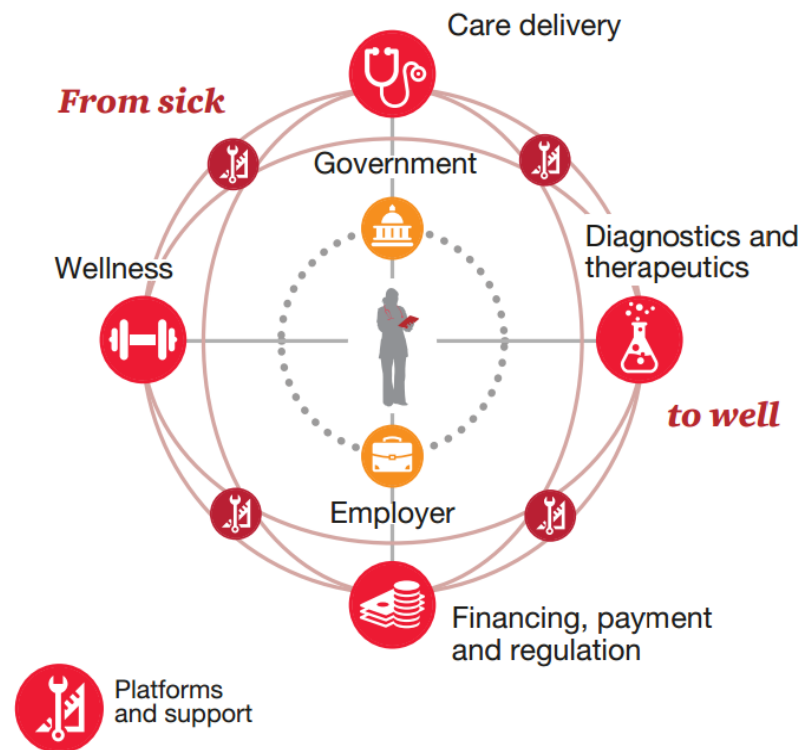 Care delivery
From sick
Government
Diagnostics and
therapeutics
Wellness
to well
Employer
Financing, payment
and regulation
Platforms
and support